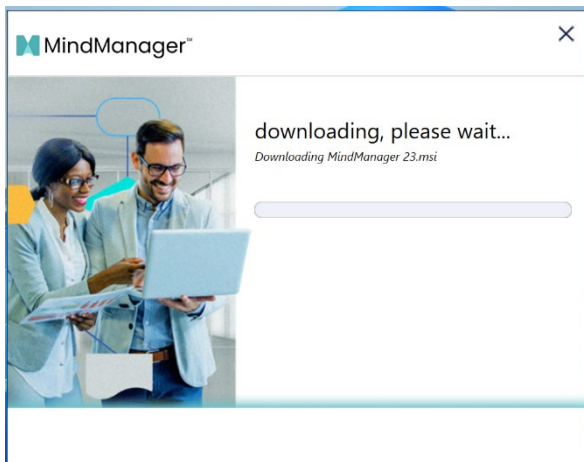 MindManager™
downloading, please wait...
Downloading MindManager 23.msi